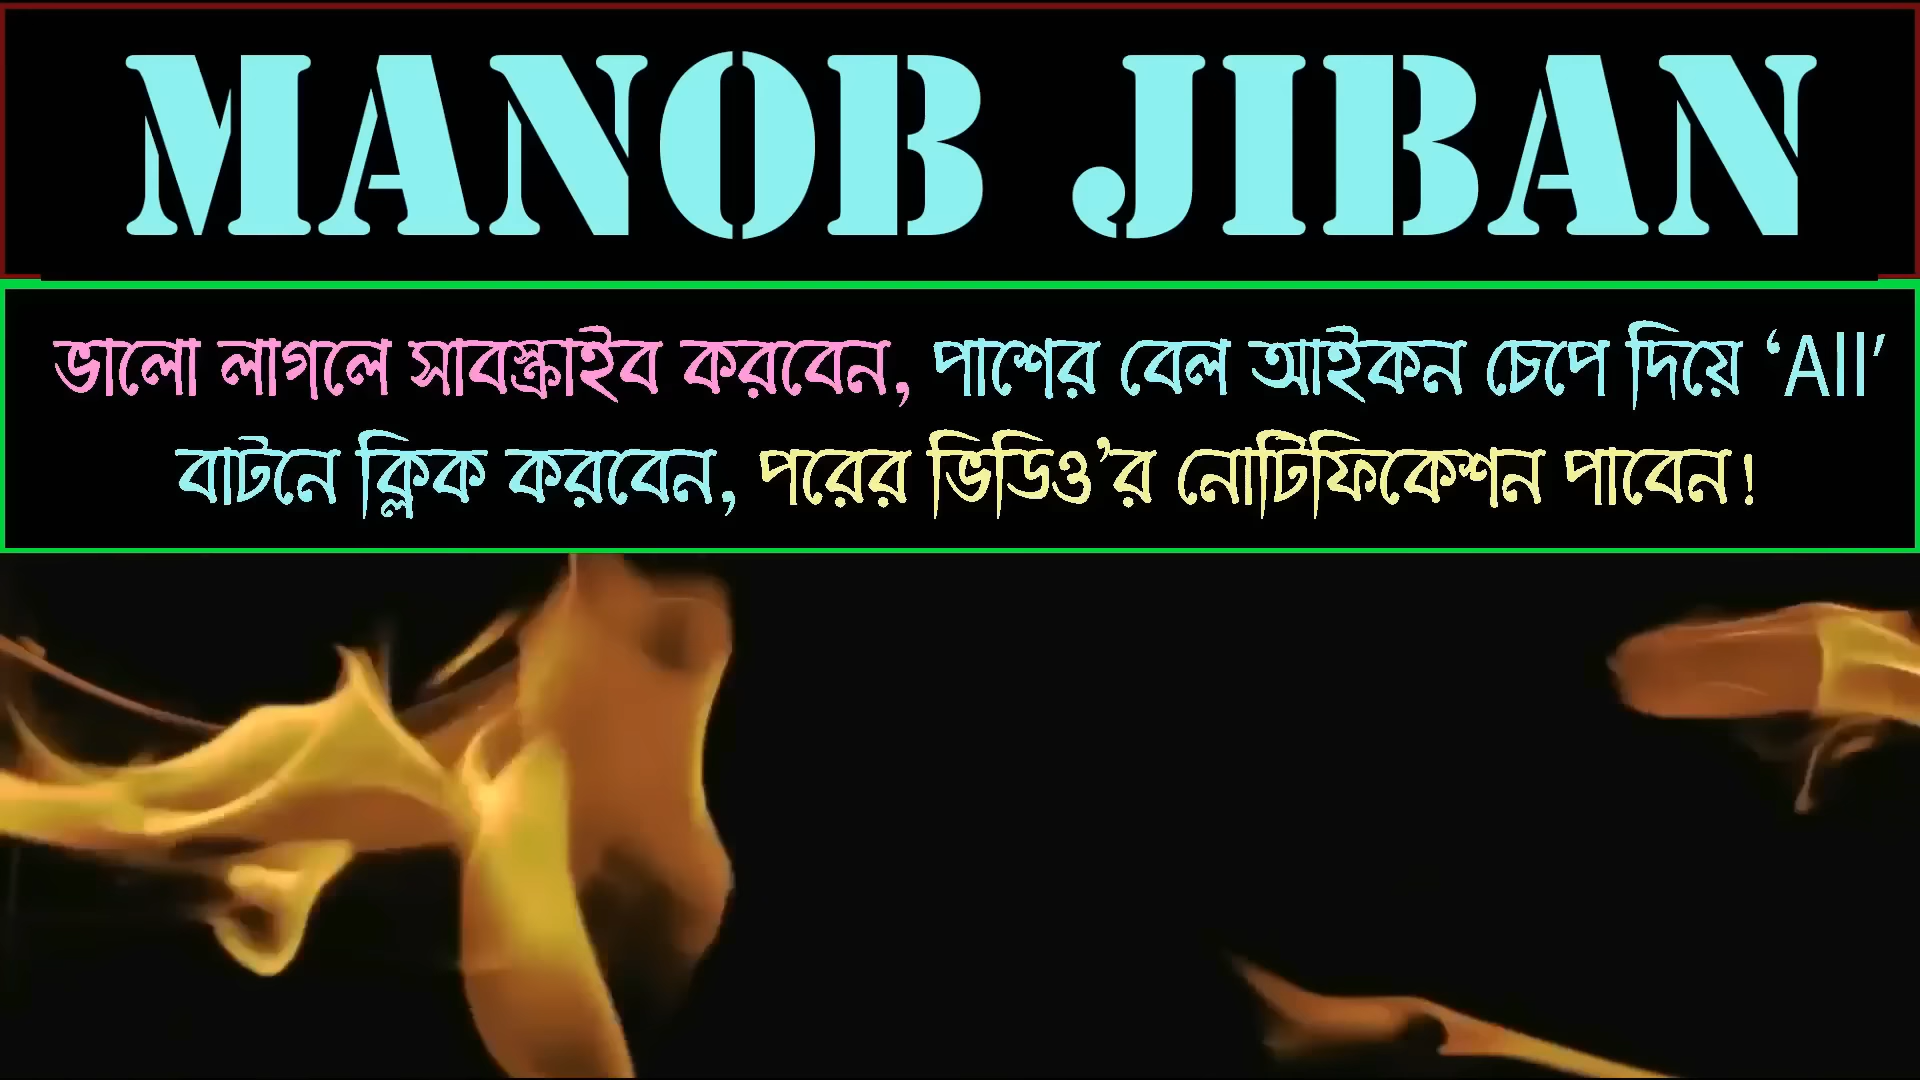 MANOB JIBAN
ভালো লাগলে সাবস্ক্রাইব করবেন, পাশের বেল আইকন চেপে দিয়ে ‘All’
বাটনে ক্লিক করবেন, পরের ভিডিও’র নোটিফিকেশন পাবেন!